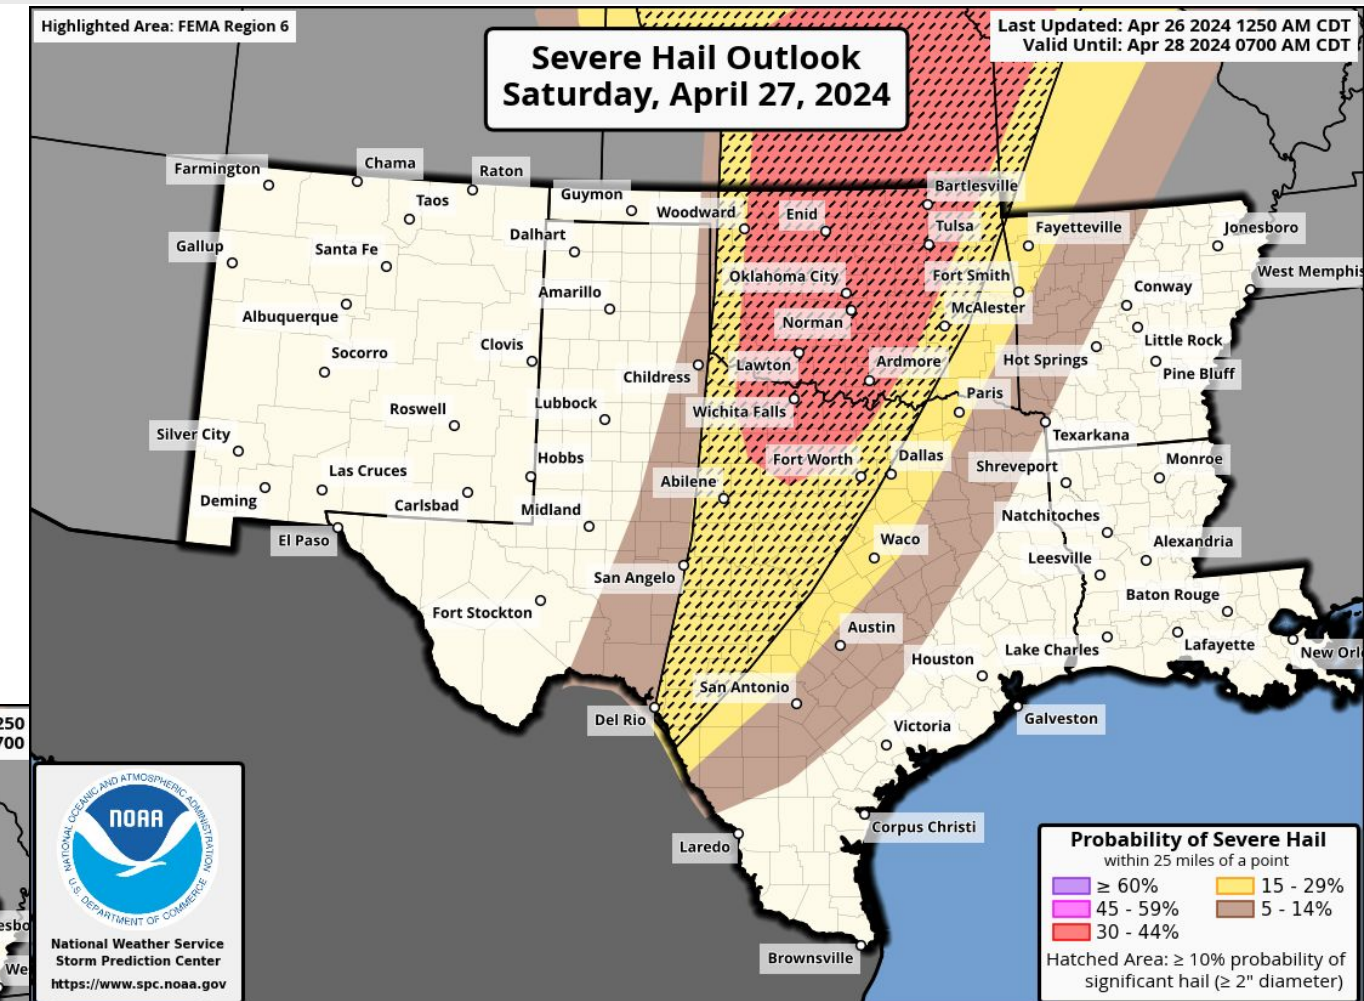 Highlighted Area: FEMA Region 6
Severe Hail Outlook
Saturday, April 27, 2024
Last Updated: Apr 26 2024 1250 AM CDT
Valid Until: Apr 28 2024 0700 AM CDT
Farmington
Chama
Raton
Taos
Guymon
Woodward
Enid
Bartlesville
Gallup
Santa Fe
Dalhart
Tulsa
Fayetteville
Jonesboro
Albuquerque
Amarillo
Oklahoma City
Fort Smith
Conway
West Memphis
Socorro
Clovis
Norman
McAlester
Little Rock
Childress
Lawton
Ardmore
Hot Springs
Pine Bluff
Roswell
Lubbock
Wichita Falls
Paris
Texarkana
Silver City
Las Cruces
Hobbs
Fort Worth
Dallas
Shreveport
Monroe
Deming
Carlsbad
Midland
Abilene
Natchitoches
El Paso
Waco
Alexandria
San Angelo
Leesville
Fort Stockton
Baton Rouge
Austin
Houston
Lake Charles
Lafayette
New Orl
San Antonio
Del Rio
Victoria
Galveston
Laredo
Corpus Christi
Brownsville
250
700
esbo
We
NATIONAL OCEANIC AND ATMOSPHERIC ADMINISTRATION
NOAA
U.S. DEPARTMENT OF COMMERCE
National Weather Service
Storm Prediction Center
https://www.spc.noaa.gov
Probability of Severe Hail
within 25 miles of a point
≥ 60%
45 - 59%
30 - 44%
15 - 29%
5 - 14%
Hatched Area: ≥ 10% probability of
significant hail (≥ 2" diameter)